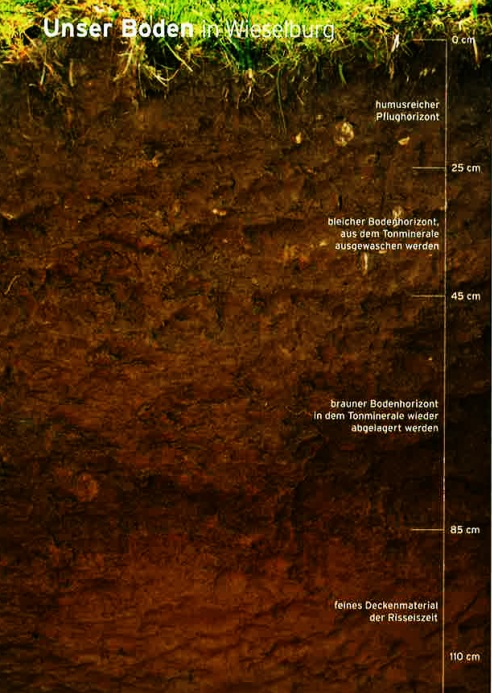 Unser Boden in Wieselburg
0 cm
humusreicher
Pflughorizont
25 cm
bleicher Bodenhorizont,
aus dem Tonminerale
ausgewaschen werden
45 cm
brauner Bodenhorizont
in dem Tonminerale wieder
abgelagert werden
85 cm
feines Deckenmaterial
der Risseiszeit
110 cm